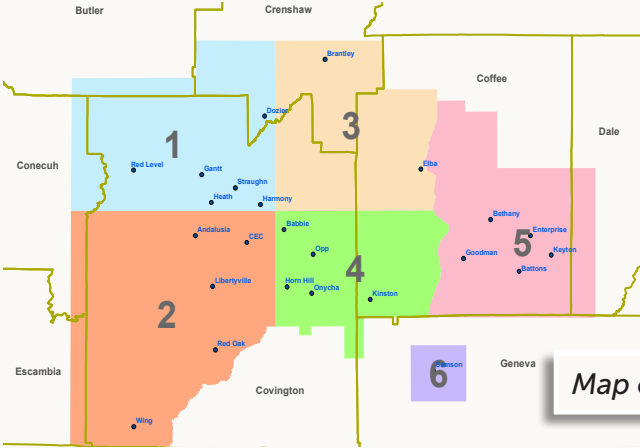 Butler
Crenshaw
Brantley
Coffee
Dozier
3
Dale
1
Conecuh
Red Level
Gantt
Elba
Straughn
Heath
Harmony
Bethany
Babbie
Andalusia
CEC
Enterprise
5
Opp
Keyton
Goodman
4
Battons
Libertyville
Horn Hill
Onycha
Kinston
2
Red Oak
Geneva
Escambia
6
Map
Covington
Wing